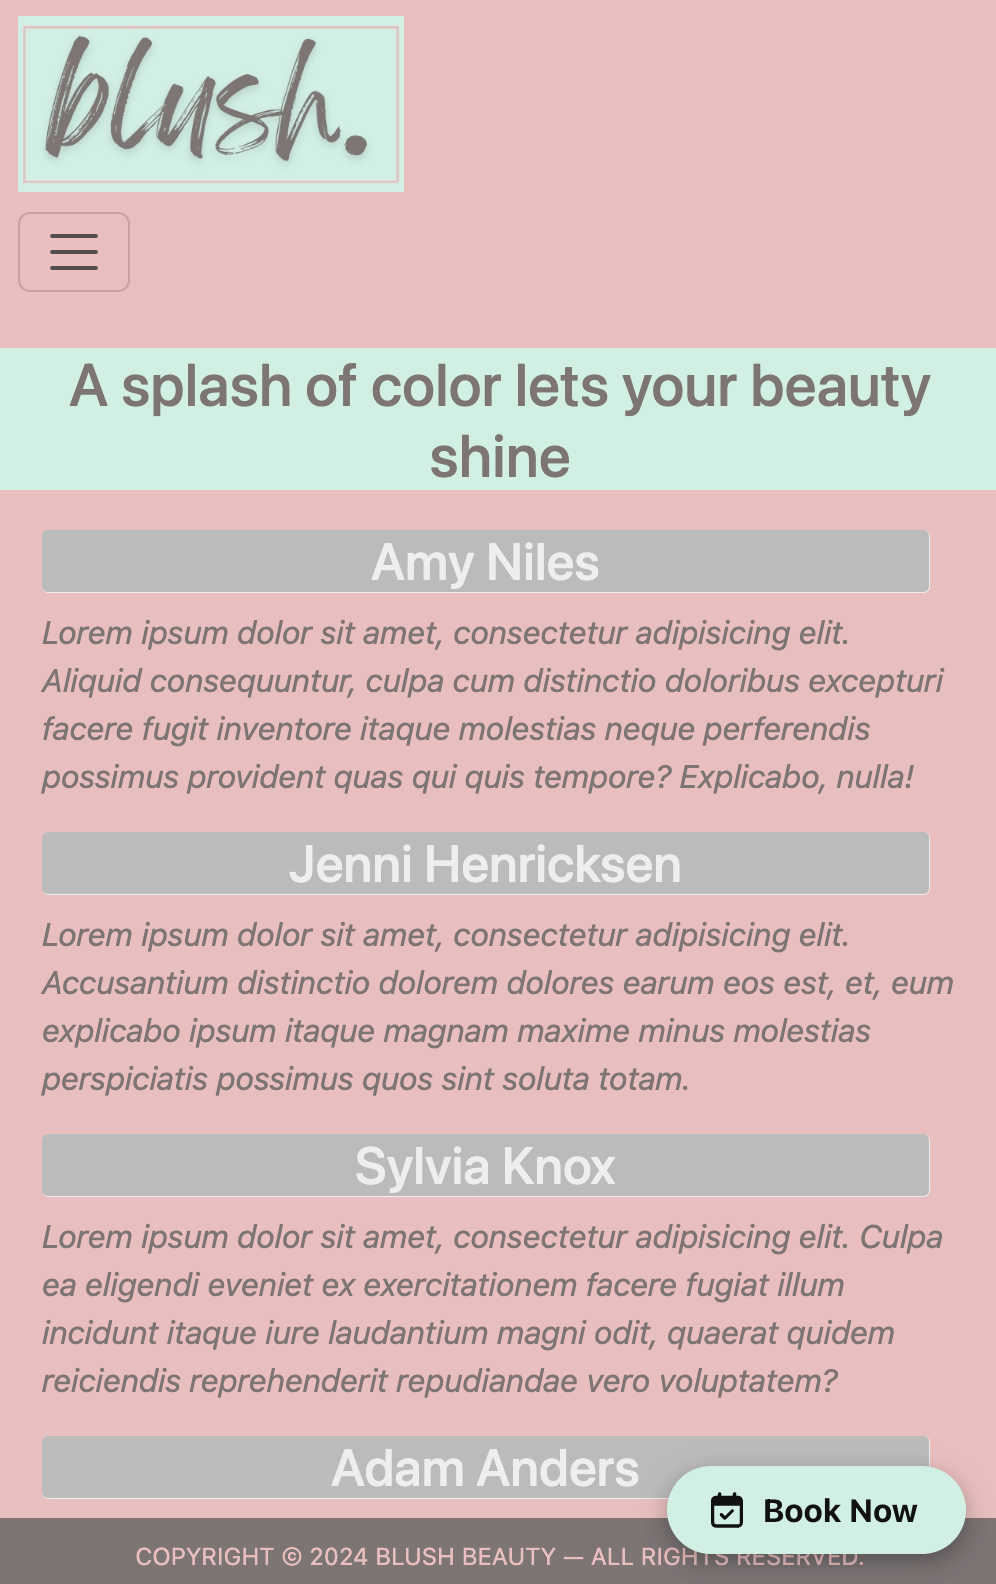 blush.
A splash of color lets your beauty
shine
Amy Niles
Lorem ipsum dolor sit amet, consectetur adipisicing elit.
Aliquid consequuntur, culpa cum distinctio doloribus excepturi
facere fugit inventore itaque molestias neque perferendis
possimus provident quas qui quis tempore? Explicabo, nulla!
Jenni Henricksen
Lorem ipsum dolor sit amet, consectetur adipisicing elit.
Accusantium distinctio dolorem dolores earum eos est, et, eum
explicabo ipsum itaque magnam maxime minus molestias
perspiciatis possimus quos sint soluta totam.
Sylvia Knox
Lorem ipsum dolor sit amet, consectetur adipisicing elit. Culpa
ea eligendi eveniet ex exercitationem facere fugiat illum
incidunt itaque iure laudantium magni odit, quaerat quidem
reiciendis reprehenderit repudiandae vero voluptatem?
Adam Anders
Book Now
COPYRIGHT © 2024 BLUSH BEAUTY — ALL RIGHTS RESERVED.